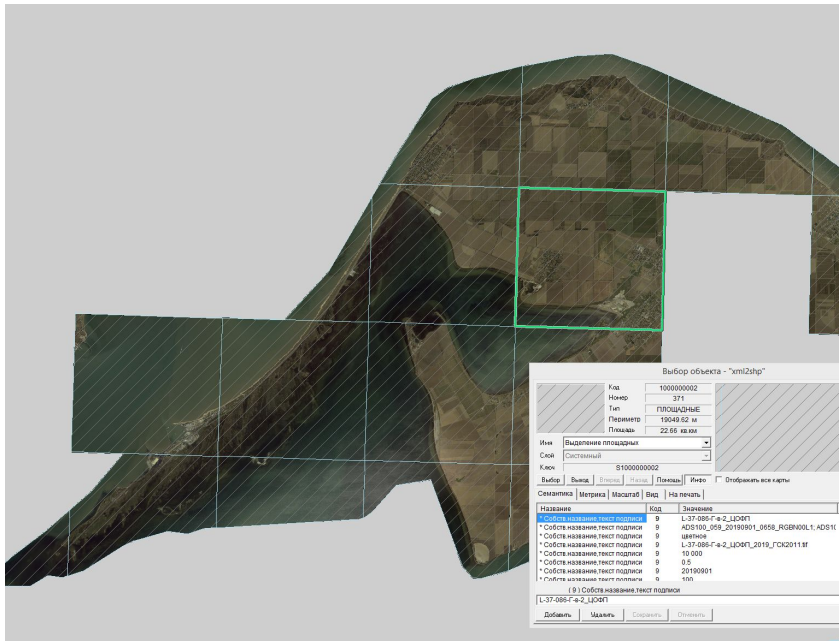 Выбор объекта - "xml2shp"
Код 1000000002
Номер 371
Тип ПЛОЩАДНЫЕ
Периметр 19049.62 м
Площадь 22.66 кв.км
Имя Выделение площадных
Слой Системный
Ключ S1000000002
Выбор Выход Вперед Назад Помощь Инфо Отображать все карты
Семантика Метрика Масштаб Вид На печать
Название Код Значение
* Собств.название,текст подписи 9 L-37-086-Г-в-2_ЦОФП
* Собств.название,текст подписи 9 ADS100_059_20190901_0658_RGBN00L1; ADS1(
* Собств.название,текст подписи 9 цветное
* Собств.название,текст подписи 9 L-37-086-Г-в-2_ЦОФП_2019_ГСК2011.tif
* Собств.название,текст подписи 9 10 000
* Собств.название,текст подписи 9 0.5
* Собств.название,текст подписи 9 20190901
* Собств.название,текст подписи 9 100
( 9 ) Собств.название,текст подписи
L-37-086-Г-в-2_ЦОФП
Добавить Удалить Сохранить Отменить